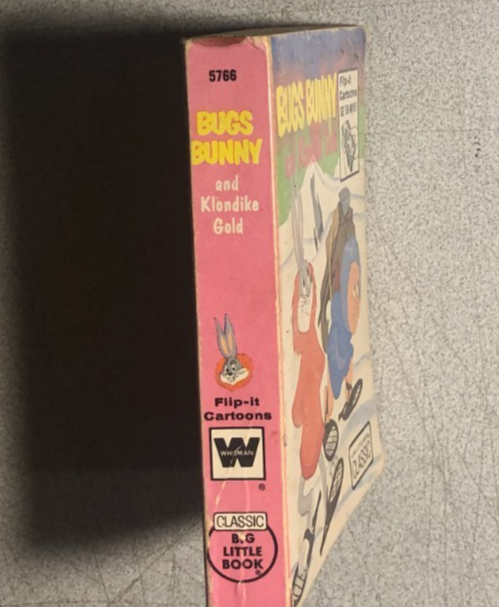 5766
BUGS
BUNNY
and
Klondike
Gold
Flip-it
Cartoons
W
WHITMAN
®
CLASSIC
BIG
LITTLE
BOOK®
BUGS BUNNY
Flip-it
Cartoons
CLASSIC